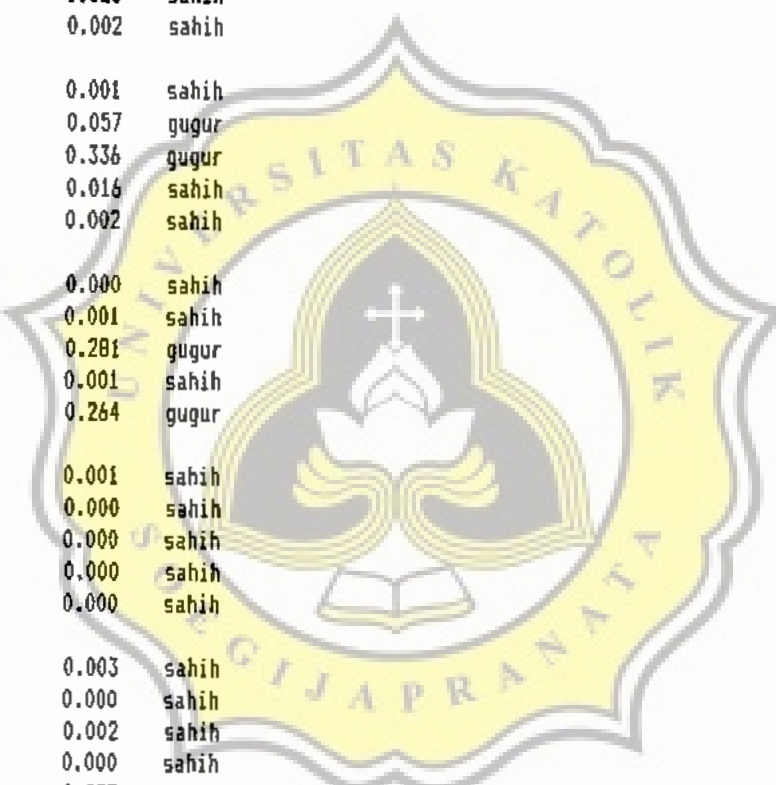 sahih
0.002 sahih
0.001 sahih
0.057 gugur
0.336 gugur
0.016 sahih
0.002 sahih
0.000 sahih
0.001 sahih
0.281 gugur
0.001 sahih
0.264 gugur
0.001 sahih
0.000 sahih
0.000 sahih
0.000 sahih
0.000 sahih
0.003 sahih
0.000 sahih
0.002 sahih
0.000 sahih
UNIVERSITAS KATOLIK
SOEGIJAPRANATA